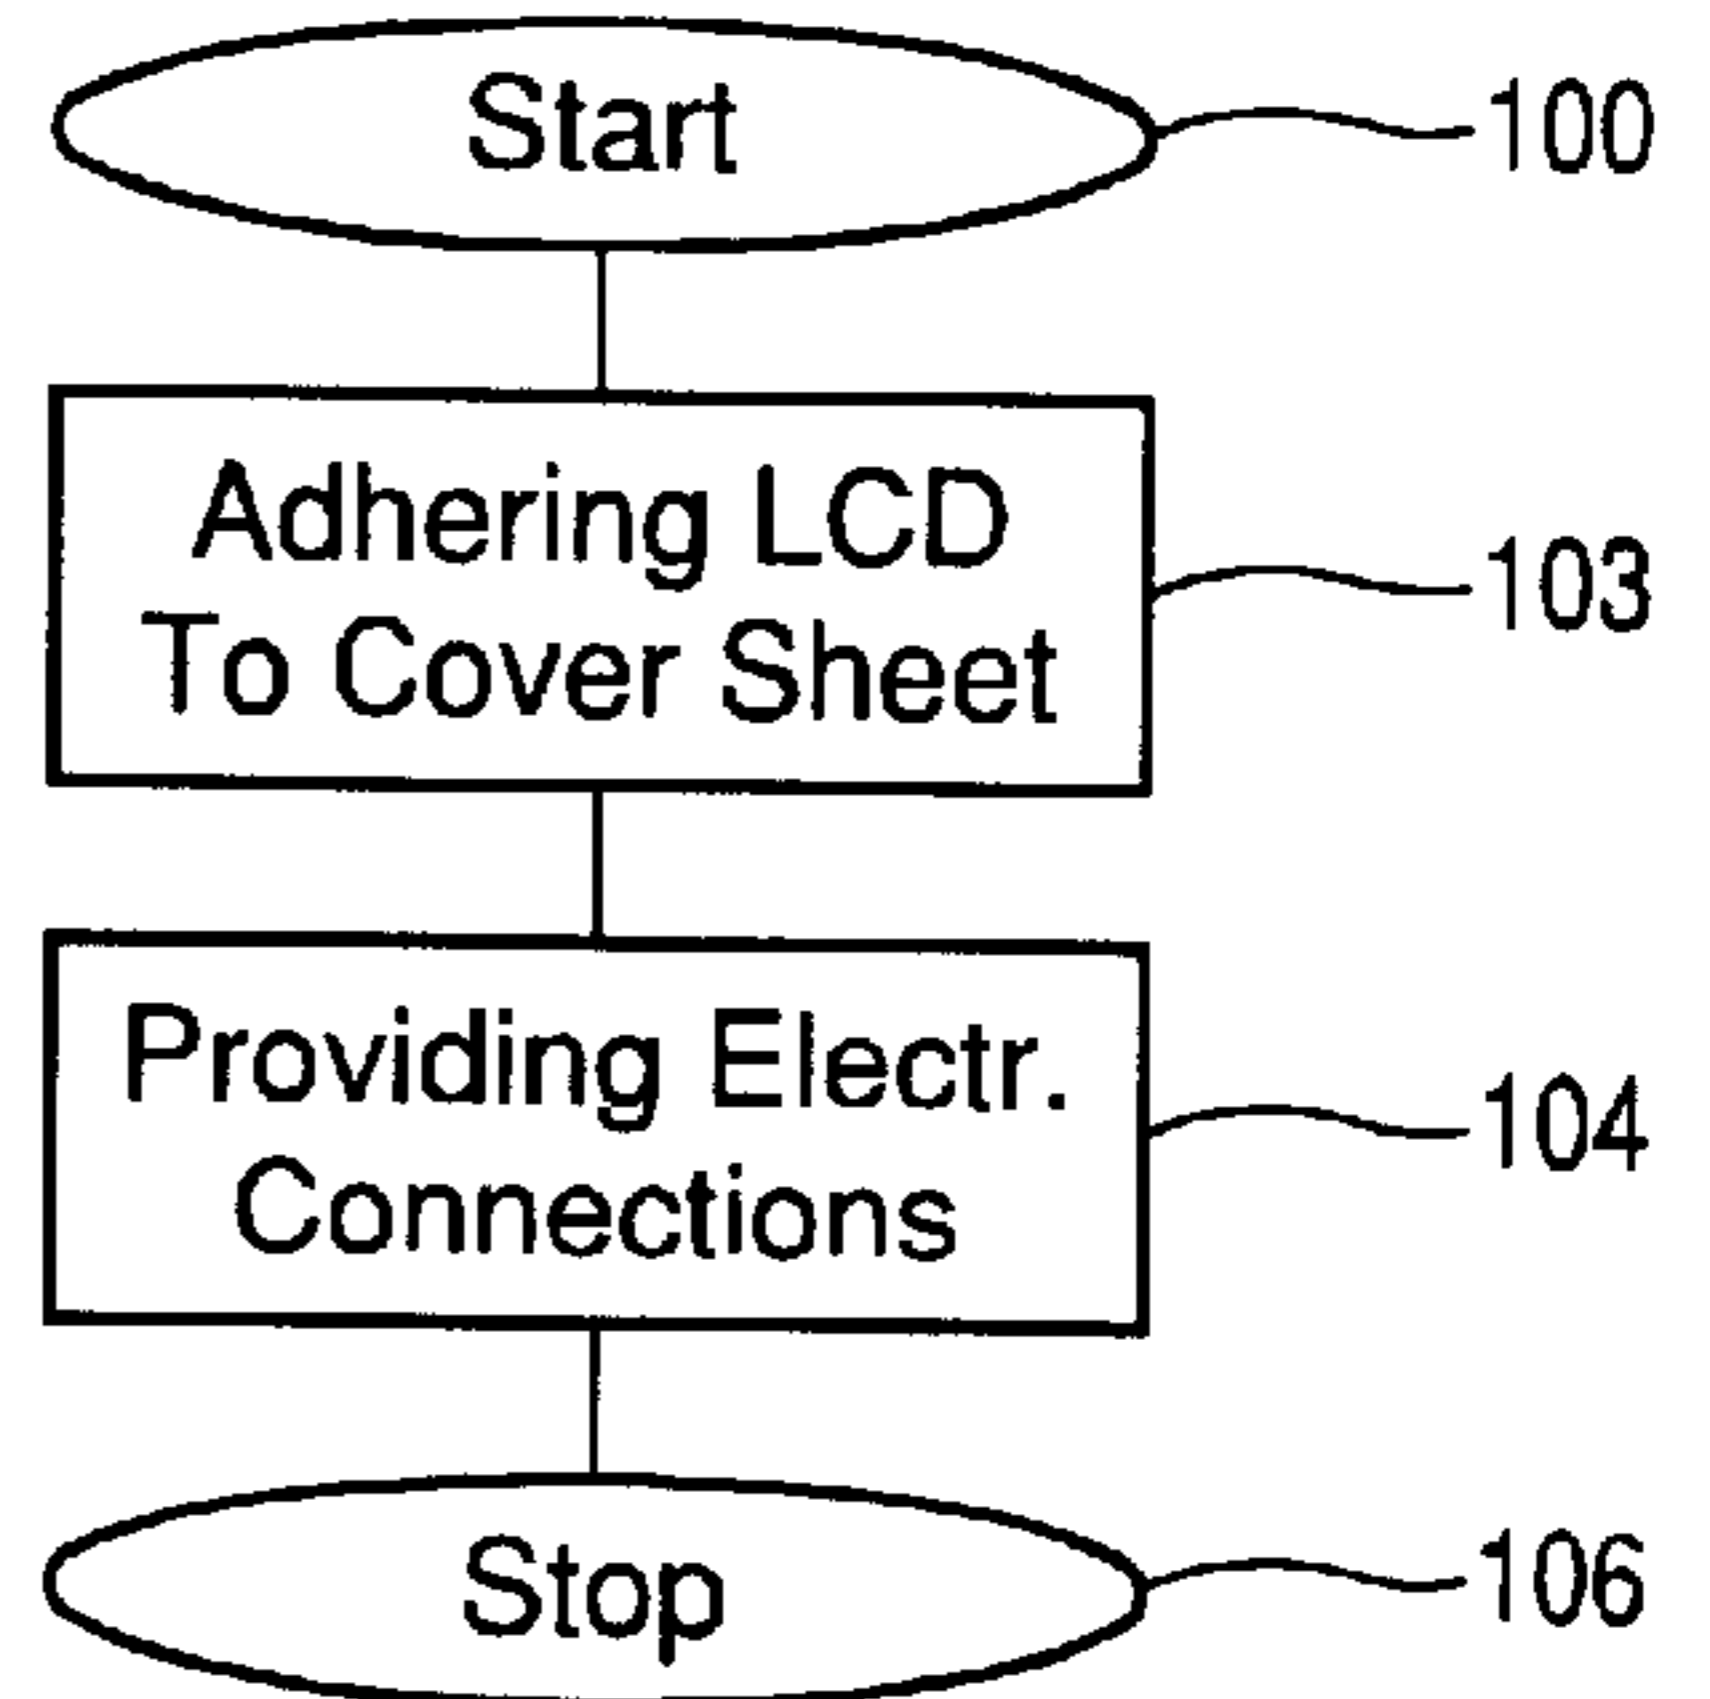 Start
100
Adhering LCD
To Cover Sheet
103
Providing Electr.
Connections
104
Stop
106